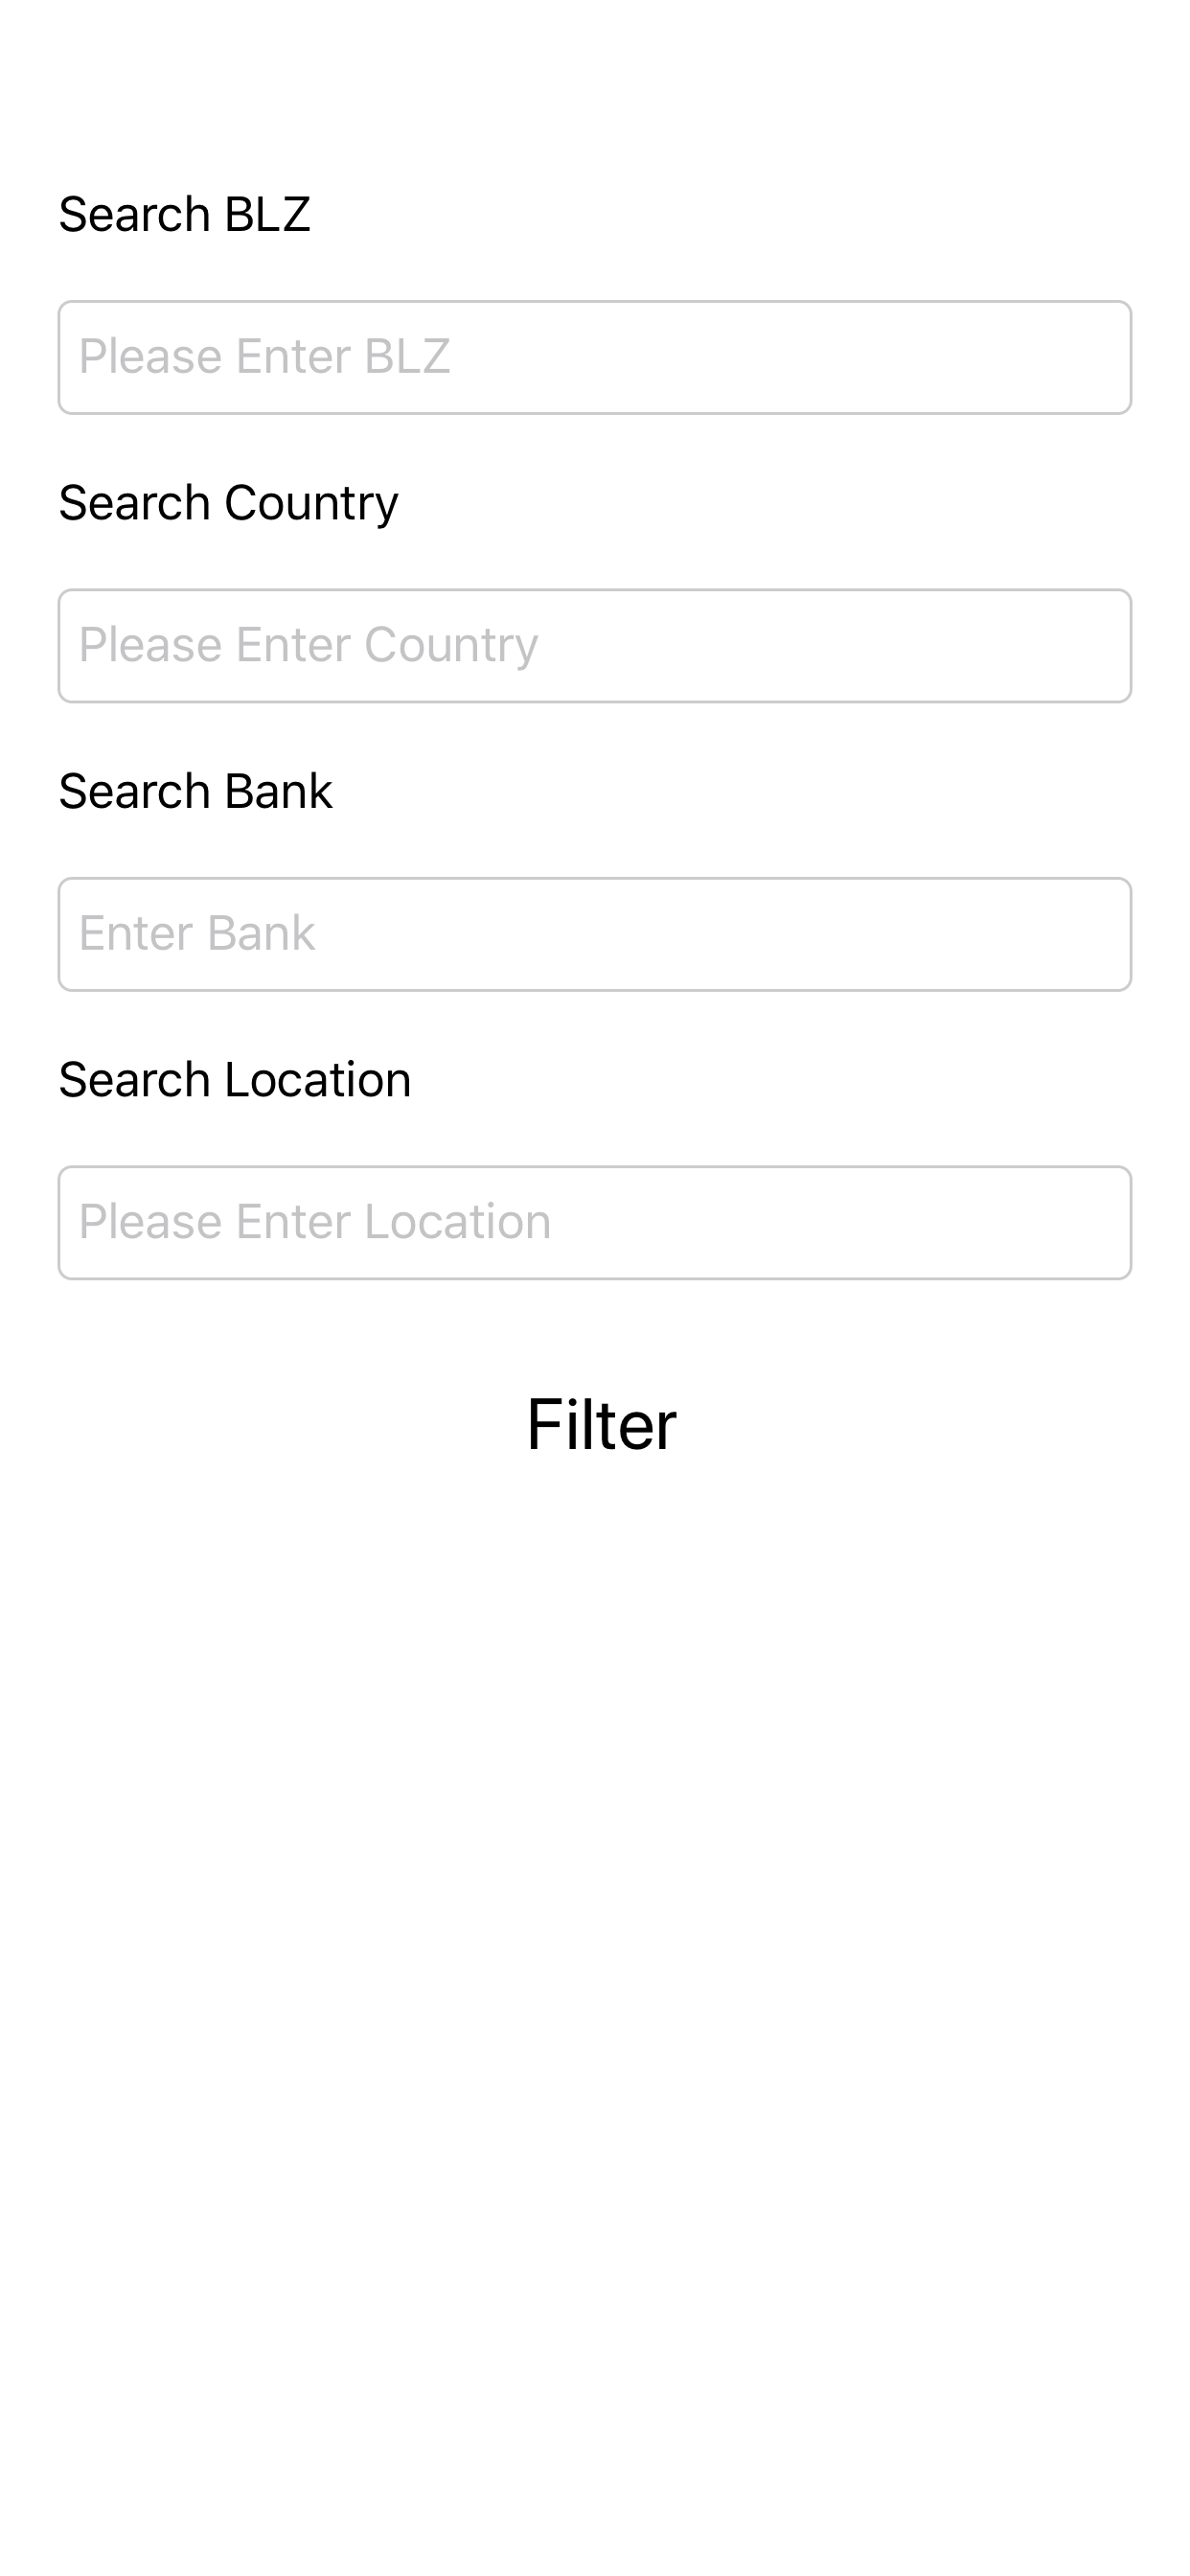 Search BLZ
Please Enter BLZ
Search Country
Please Enter Country
Search Bank
Enter Bank
Search Location
Please Enter Location
Filter